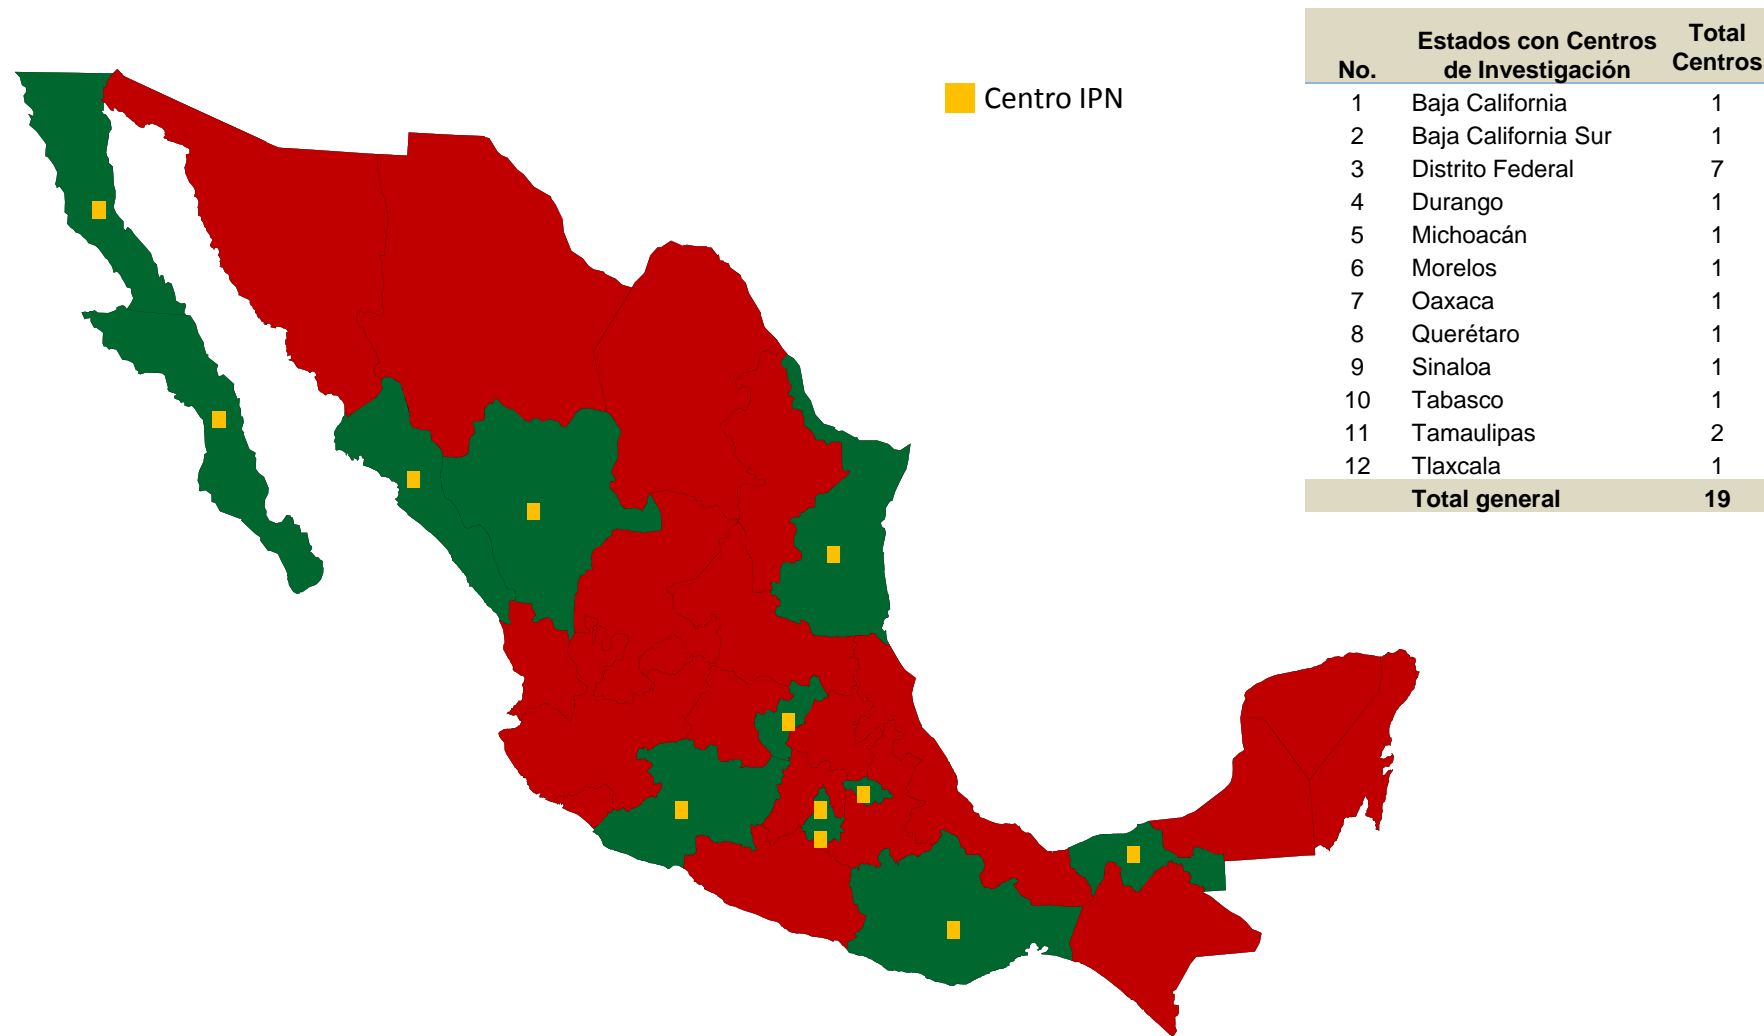 Centro IPN
No. Estados con Centros de Investigación Total Centros
1 Baja California 1
2 Baja California Sur 1
3 Distrito Federal 7
4 Durango 1
5 Michoacán 1
6 Morelos 1
7 Oaxaca 1
8 Querétaro 1
9 Sinaloa 1
10 Tabasco 1
11 Tamaulipas 2
12 Tlaxcala 1
Total general 19